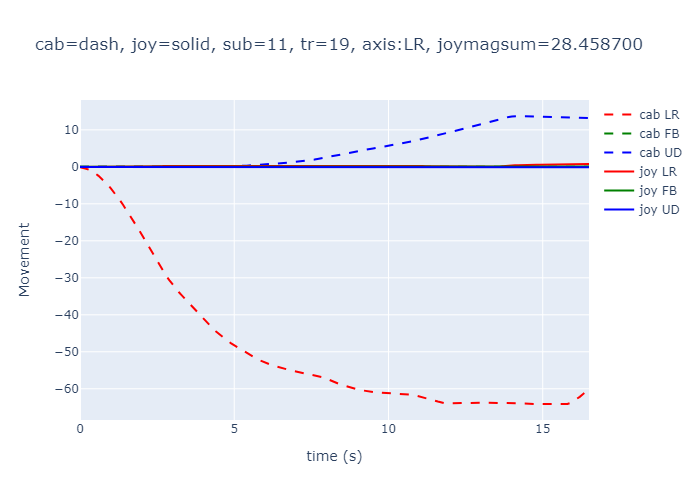 cab=dash, joy=solid, sub=11, tr=19, axis:LR, joymagsum=28.458700
cab LR
cab FB
cab UD
joy LR
joy FB
joy UD
Movement
10
0
−10
−20
−30
−40
−50
−60
0 5 10 15
time (s)